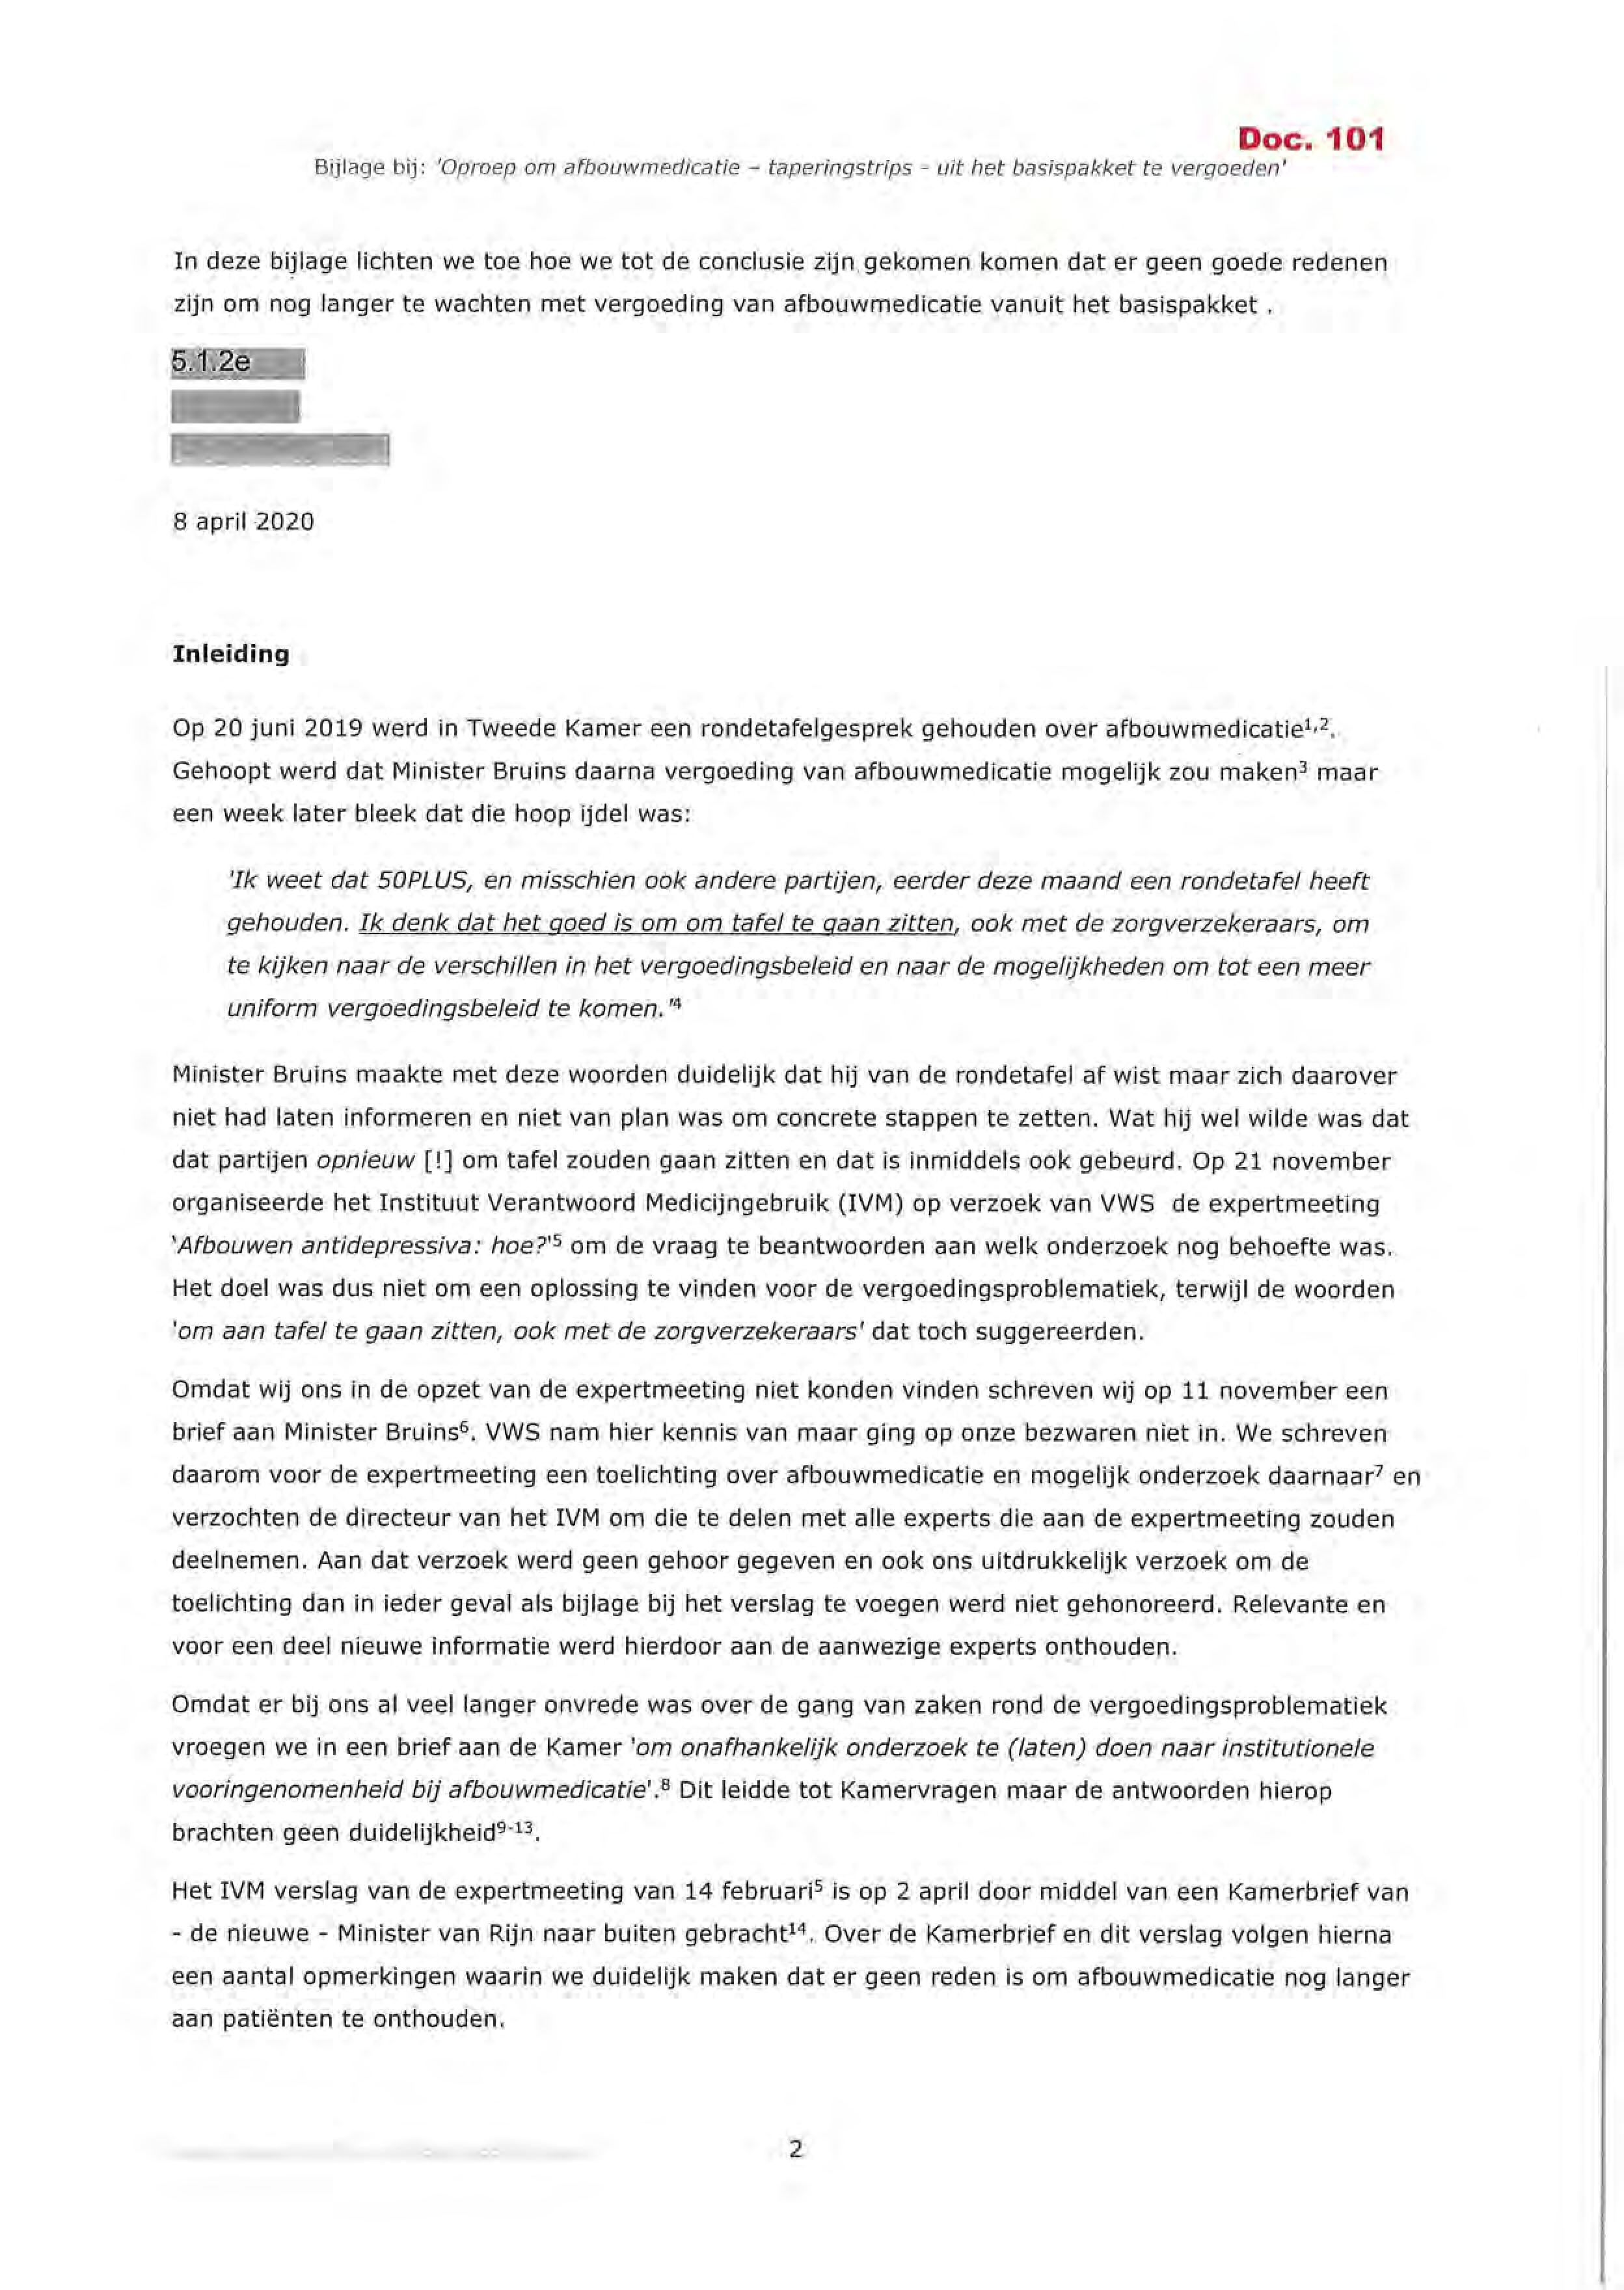 Doc. 101
Bijlage bij: 'Oproep om afbouwmedicatie – taperingstrips - uit het basispakket te vergoeden'
In deze bijlage lichten we toe hoe we tot de conclusie zijn gekomen komen dat er geen goede redenen
zijn om nog langer te wachten met vergoeding van afbouwmedicatie vanuit het basispakket .
5.1.2e
8 april 2020
Inleiding
Op 20 juni 2019 werd in Tweede Kamer een rondetafelgesprek gehouden over afbouwmedicatie¹,².
Gehoopt werd dat Minister Bruins daarna vergoeding van afbouwmedicatie mogelijk zou maken³ maar
een week later bleek dat die hoop ijdel was:
'Ik weet dat 50PLUS, en misschien ook andere partijen, eerder deze maand een rondetafel heeft
gehouden. Ik denk dat het goed is om om tafel te gaan zitten, ook met de zorgverzekeraars, om
te kijken naar de verschillen in het vergoedingsbeleid en naar de mogelijkheden om tot een meer
uniform vergoedingsbeleid te komen.'⁴
Minister Bruins maakte met deze woorden duidelijk dat hij van de rondetafel af wist maar zich daarover
niet had laten informeren en niet van plan was om concrete stappen te zetten. Wat hij wel wilde was dat
dat partijen opnieuw [!] om tafel zouden gaan zitten en dat is inmiddels ook gebeurd. Op 21 november
organiseerde het Instituut Verantwoord Medicijngebruik (IVM) op verzoek van VWS de expertmeeting
'Afbouwen antidepressiva: hoe?'⁵ om de vraag te beantwoorden aan welk onderzoek nog behoefte was.
Het doel was dus niet om een oplossing te vinden voor de vergoedingsproblematiek, terwijl de woorden
'om aan tafel te gaan zitten, ook met de zorgverzekeraars' dat toch suggereerden.
Omdat wij ons in de opzet van de expertmeeting niet konden vinden schreven wij op 11 november een
brief aan Minister Bruins⁶. VWS nam hier kennis van maar ging op onze bezwaren niet in. We schreven
daarom voor de expertmeeting een toelichting over afbouwmedicatie en mogelijk onderzoek daarnaar⁷ en
verzochten de directeur van het IVM om die te delen met alle experts die aan de expertmeeting zouden
deelnemen. Aan dat verzoek werd geen gehoor gegeven en ook ons uitdrukkelijk verzoek om de
toelichting dan in ieder geval als bijlage bij het verslag te voegen werd niet gehonoreerd. Relevante en
voor een deel nieuwe informatie werd hierdoor aan de aanwezige experts onthouden.
Omdat er bij ons al veel langer onvrede was over de gang van zaken rond de vergoedingsproblematiek
vroegen we in een brief aan de Kamer 'om onafhankelijk onderzoek te (laten) doen naar institutionele
vooringenomenheid bij afbouwmedicatie'.⁸ Dit leidde tot Kamervragen maar de antwoorden hierop
brachten geen duidelijkheid⁹⁻¹³.
Het IVM verslag van de expertmeeting van 14 februari⁵ is op 2 april door middel van een Kamerbrief van
- de nieuwe - Minister van Rijn naar buiten gebracht¹⁴. Over de Kamerbrief en dit verslag volgen hierna
een aantal opmerkingen waarin we duidelijk maken dat er geen reden is om afbouwmedicatie nog langer
aan patiënten te onthouden.
2